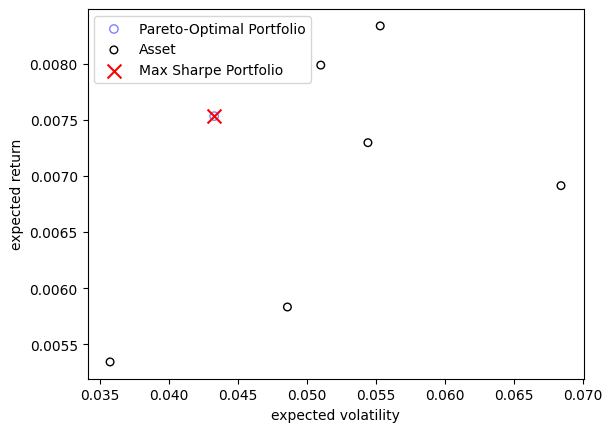 Pareto-Optimal Portfolio
Asset
Max Sharpe Portfolio
0.0080
0.0075
0.0070
0.0065
0.0060
0.0055
expected return
0.035 0.040 0.045 0.050 0.055 0.060 0.065 0.070
expected volatility